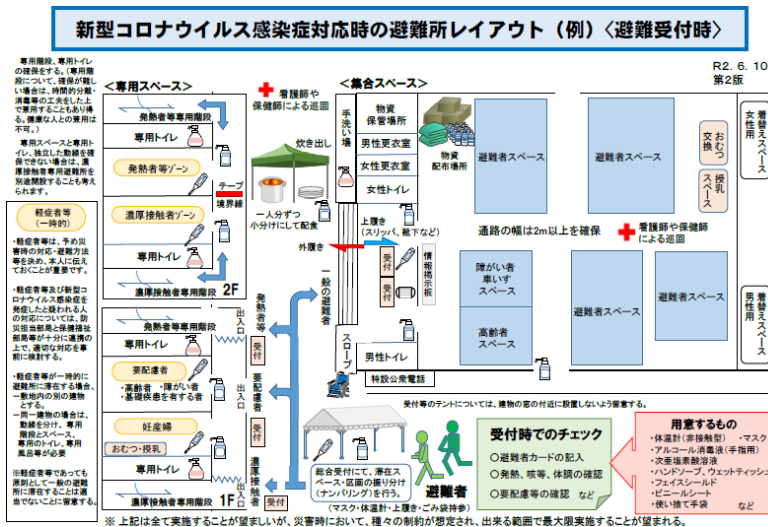 新型コロナウイルス感染症対応時の避難所レイアウト（例）〈避難受付時〉
R2. 6. 10
第2版
専用階段、専用トイレ
の確保をする。（専用階
段について、確保が難し
い場合は、時間的分離・
消毒等の工夫をした上
で兼用することもあり得
る。健康な人との兼用は
不可。）
専用スペースと専用ト
イレ、独立した動線を確
保できない場合は、濃
厚接触者専用避難所を
別途開設することも考え
られます。
軽症者等
（一時的）
・軽症者等は、予め災
害時の対応・避難方法
等を決め、本人に伝え
ておくことが重要です。
・軽症者等及び新型コ
ロナウイルス感染症を
発症したと疑われる人
の対応については、防
災担当部局と保健福祉
部局等が十分に連携の
上で、適切な対応を事
前に検討する。
・軽症者等が一時的に
避難所に滞在する場合、
－敷地内の別の建物
とする。
－同一建物の場合は、
動線を分け、専用
階段とスペース、
専用のトイレ、専用
風呂等が必要
※軽症者等であっても
原則として一般の避難
所に滞在することは適
当でないことに留意する。
＜専用スペース＞
発熱者等専用階段
専用トイレ
発熱者等ゾーン
テープ
境界線
濃厚接触者ゾーン
専用トイレ
濃厚接触者専用階段
2F
発熱者等専用階段
専用トイレ
要配慮者
・高齢者 ・障がい者
・基礎疾患を有する者
妊産婦
おむつ・授乳
専用トイレ
濃厚接触者専用階段
1F
出入口
出入口
出入口
発熱者等
受付
要配慮者
受付
濃厚接触者
受付
一般の避難者
看護師や
保健師による巡回
炊き出し
一人分ずつ
小分けにして配食
＜集合スペース＞
手洗い場
物資
保管場所
男性更衣室
女性更衣室
女性トイレ
物資
配布場所
上履き
（スリッパ、靴下など）
外履き
受付
受付
情報掲示板
スロープ
男性トイレ
特設公衆電話
避難者スペース
避難者スペース
おむつ
交換
授乳
スペース
着替えスペース
女性用
通路の幅は2m以上を確保
看護師や保健師
による巡回
障がい者
車いす
スペース
高齢者
スペース
避難者スペース
避難者スペース
着替えスペース
男性用
受付等のテントについては、建物の窓の付近に設置しないよう留意する。
総合受付にて、滞在ス
ペース・区画の振り分け
（ナンバリング）を行う。
（マスク・体温計・上履き・ごみ袋持参）
避難者
受付時でのチェック
○避難者カードの記入
○発熱、咳等、体調の確認
○要配慮等の確認 など
用意するもの
・体温計（非接触型） ・マスク
・アルコール消毒液（手指用）
・次亜塩素酸溶液
・ハンドソープ、ウェットティッシュ
・フェイスシールド
・ビニールシート
・使い捨て手袋 など
※ 上記は全て実施することが望ましいが、災害時において、種々の制約が想定され、出来る範囲で最大限実施することが望まれる。